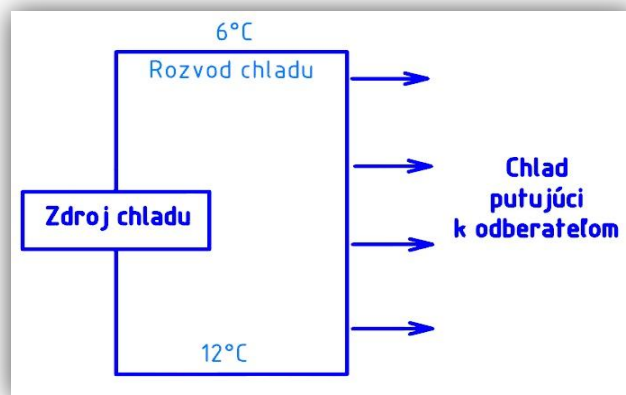 6°C
Rozvod chladu
Zdroj chladu
Chlad
putujúci
k odberateľom
12°C